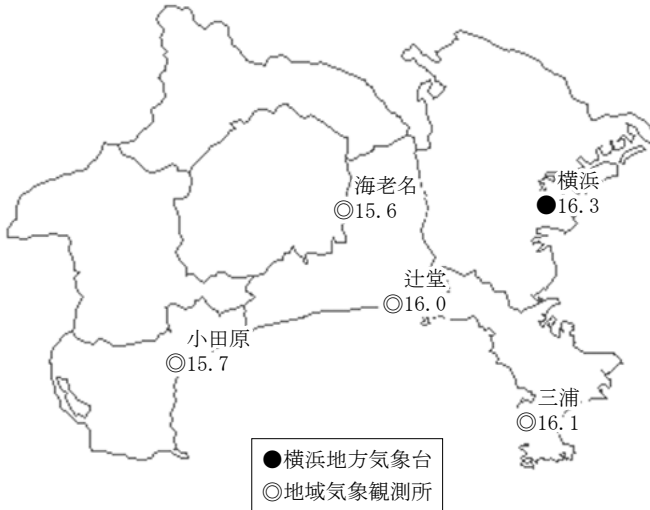 海老名
◎15.6
横浜
●16.3
辻堂
◎16.0
小田原
◎15.7
三浦
◎16.1
●横浜地方気象台
◎地域気象観測所